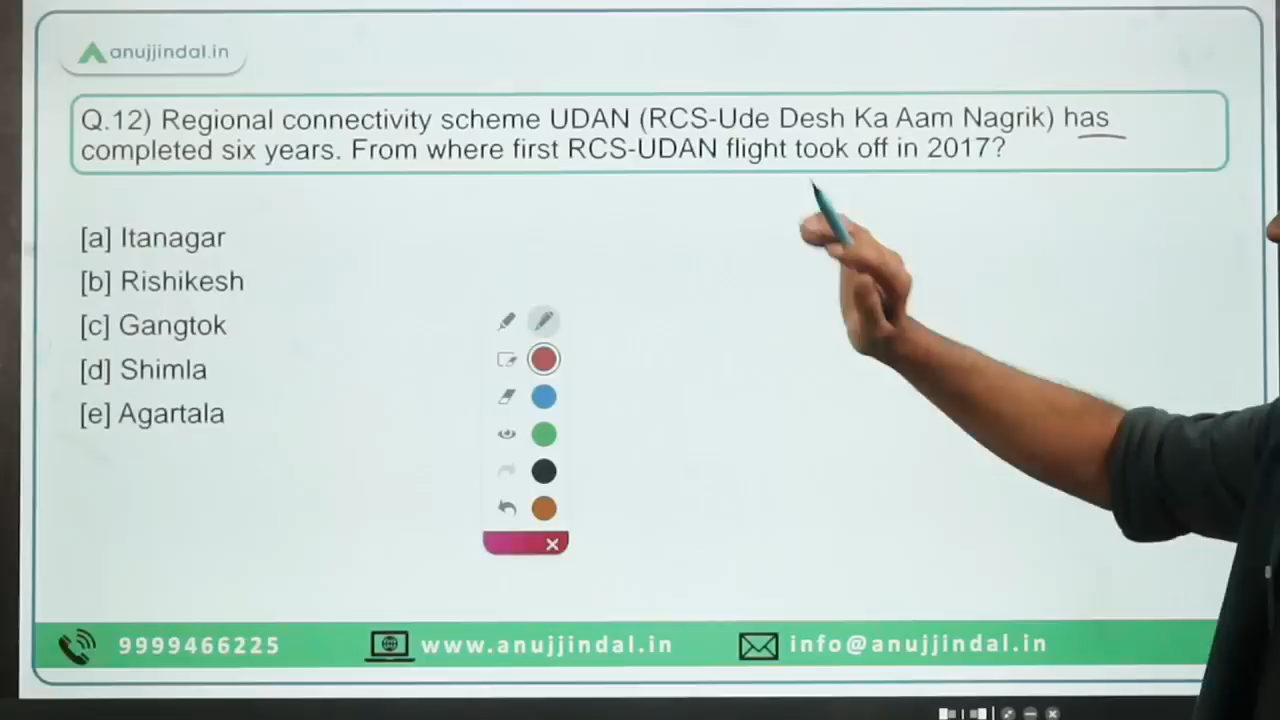 anujjindal.in
Q.12) Regional connectivity scheme UDAN (RCS-Ude Desh Ka Aam Nagrik) has
completed six years. From where first RCS-UDAN flight took off in 2017?
[a] Itanagar
[b] Rishikesh
[c] Gangtok
[d] Shimla
[e] Agartala
9999466225
www.anujjindal.in
info@anujjindal.in